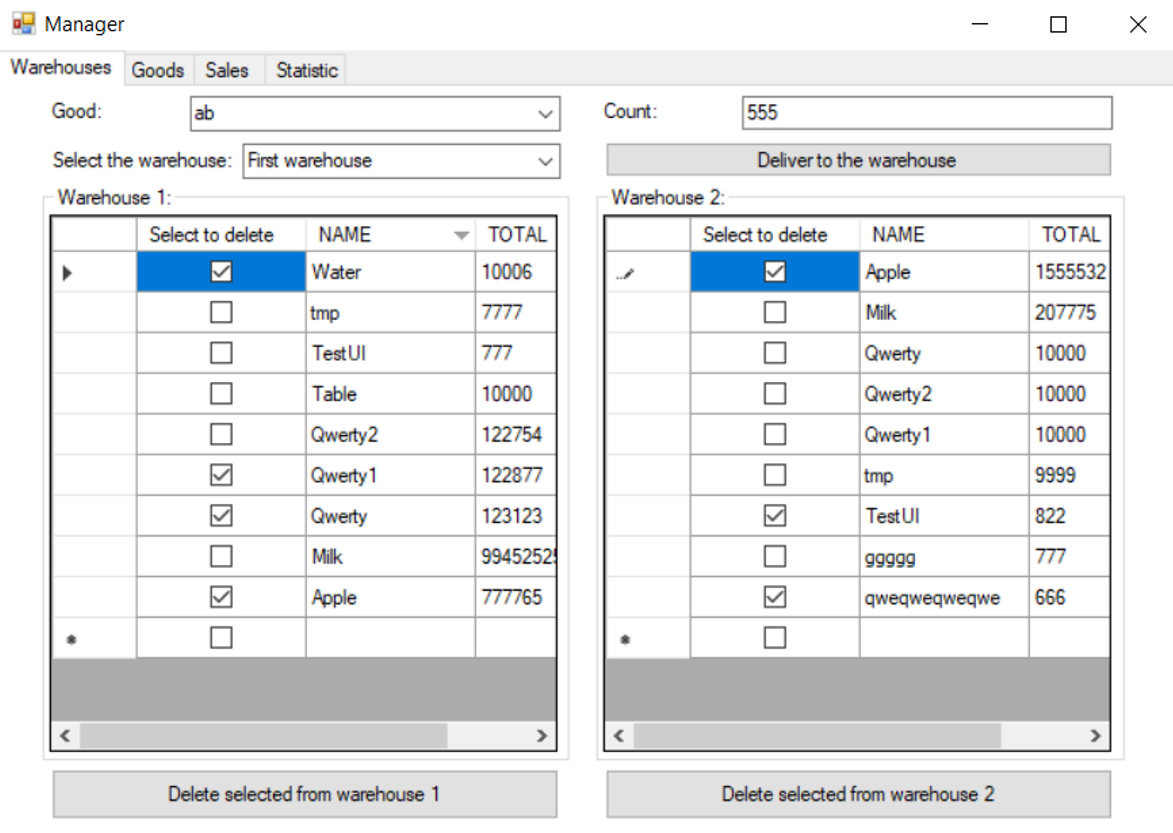 Manager
Warehouses Goods Sales Statistic
Good: ab Count: 555
Select the warehouse: First warehouse Deliver to the warehouse
Warehouse 1: Warehouse 2:
Select to delete NAME TOTAL Select to delete NAME TOTAL
Water 10006 Apple 1555532
tmp 7777 Milk 207775
TestUI 777 Qwerty 10000
Table 10000 Qwerty2 10000
Qwerty2 122754 Qwerty1 10000
Qwerty1 122877 tmp 9999
Qwerty 123123 TestUI 822
Milk 99452525 ggggg 777
Apple 777765 qweqweqweqwe 666
Delete selected from warehouse 1 Delete selected from warehouse 2